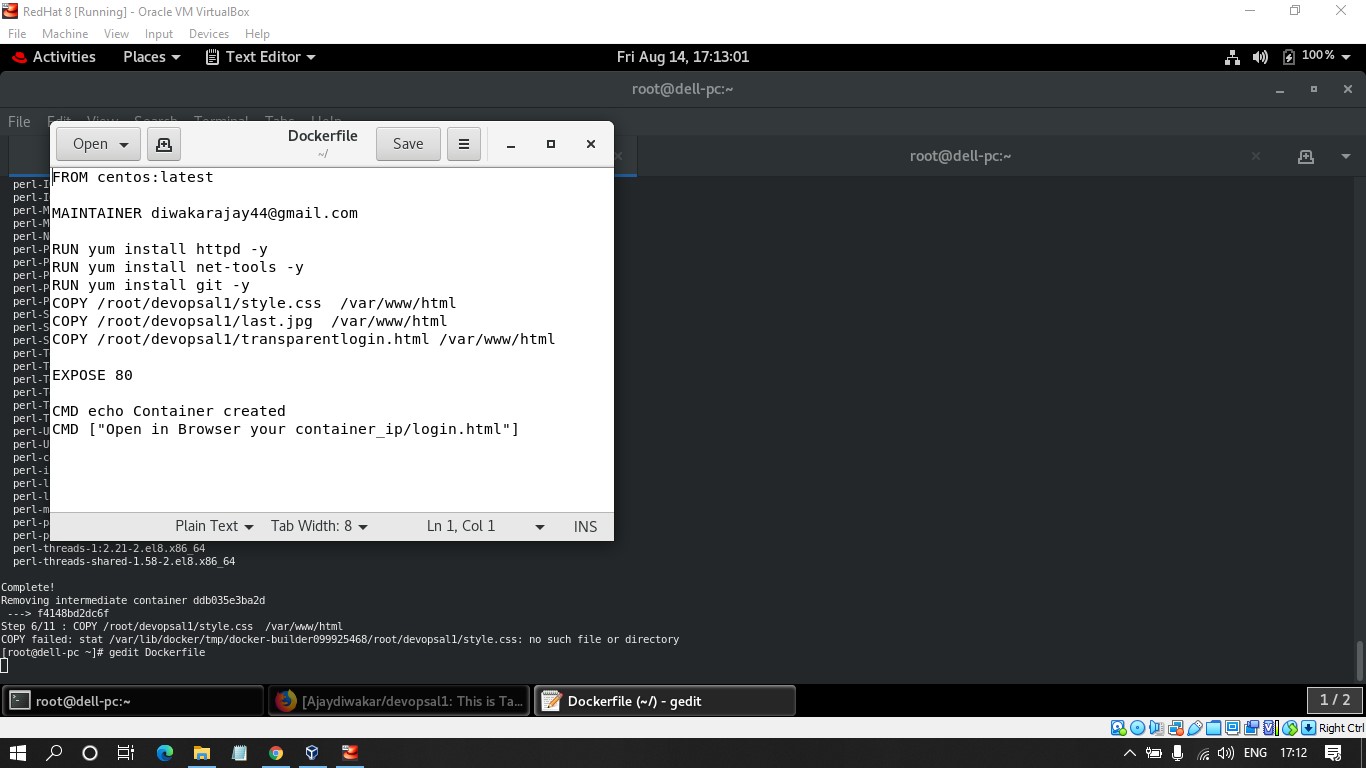 RedHat 8 [Running] - Oracle VM VirtualBox
File Machine View Input Devices Help
Activities Places Text Editor Fri Aug 14, 17:13:01 100%
root@dell-pc:~
File Edit View Search Terminal Tabs Help
root@dell-pc:~
Open Dockerfile Save
~/
FROM centos:latest
MAINTAINER diwakarajay44@gmail.com
RUN yum install httpd -y
RUN yum install net-tools -y
RUN yum install git -y
COPY /root/devopsal1/style.css  /var/www/html
COPY /root/devopsal1/last.jpg  /var/www/html
COPY /root/devopsal1/transparentlogin.html /var/www/html
EXPOSE 80
CMD echo Container created
CMD ["Open in Browser your container_ip/login.html"]
Plain Text Tab Width: 8 Ln 1, Col 1 INS
perl-I
perl-I
perl-M
perl-M
perl-N
perl-P
perl-P
perl-P
perl-P
perl-P
perl-S
perl-S
perl-S
perl-T
perl-T
perl-T
perl-T
perl-T
perl-T
perl-U
perl-U
perl-c
perl-i
perl-l
perl-l
perl-m
perl-p
perl-p
perl-threads-1:2.21-2.el8.x86_64
perl-threads-shared-1.58-2.el8.x86_64
Complete!
Removing intermediate container ddb035e3ba2d
---> f4148bd2dc6f
Step 6/11 : COPY /root/devopsal1/style.css  /var/www/html
COPY failed: stat /var/lib/docker/tmp/docker-builder099925468/root/devopsal1/style.css: no such file or directory
[root@dell-pc ~]# gedit Dockerfile
root@dell-pc:~ [Ajaydiwakar/devopsal1: This is Ta... Dockerfile (~/) - gedit 1 / 2
Right Ctrl
ENG 17:12